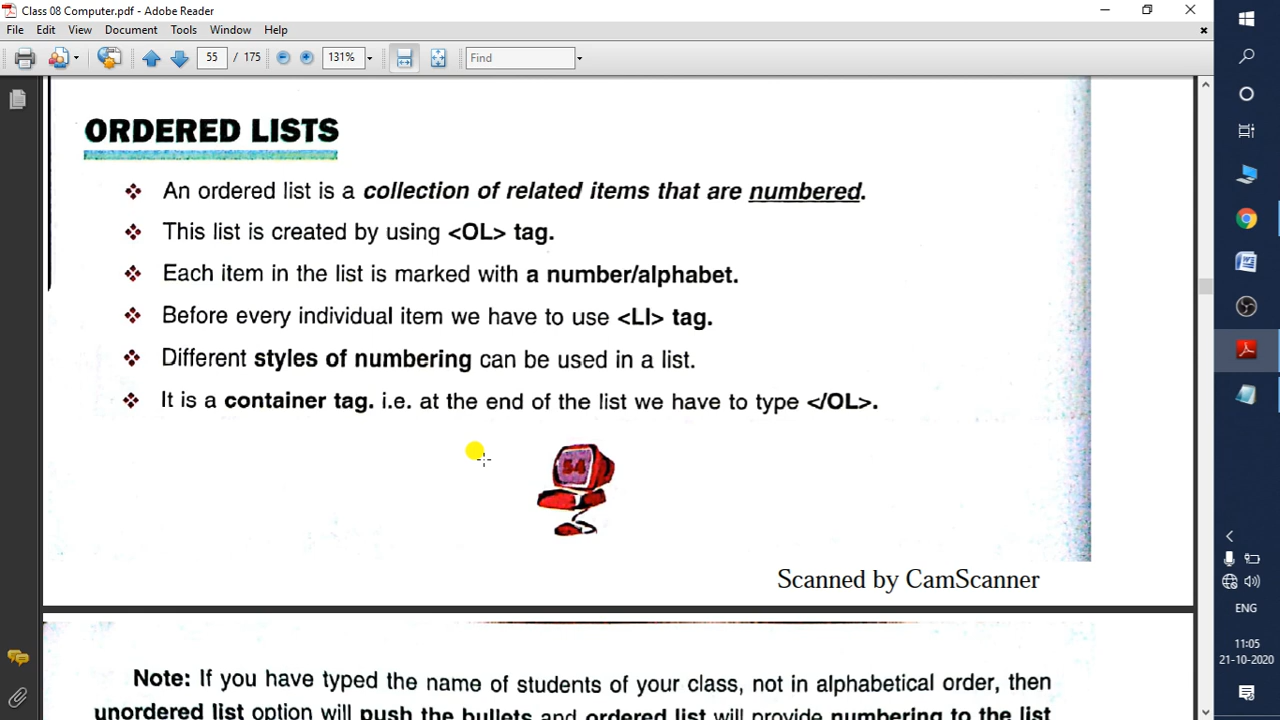 Class 08 Computer.pdf - Adobe Reader
File Edit View Document Tools Window Help
55 / 175 131% Find
ORDERED LISTS
An ordered list is a collection of related items that are numbered.
This list is created by using <OL> tag.
Each item in the list is marked with a number/alphabet.
Before every individual item we have to use <LI> tag.
Different styles of numbering can be used in a list.
It is a container tag. i.e. at the end of the list we have to type </OL>.
54
Scanned by CamScanner
Note: If you have typed the name of students of your class, not in alphabetical order, then
unordered list option will push the bullets and ordered list will provide numbering to the list
ENG
11:05
21-10-2020